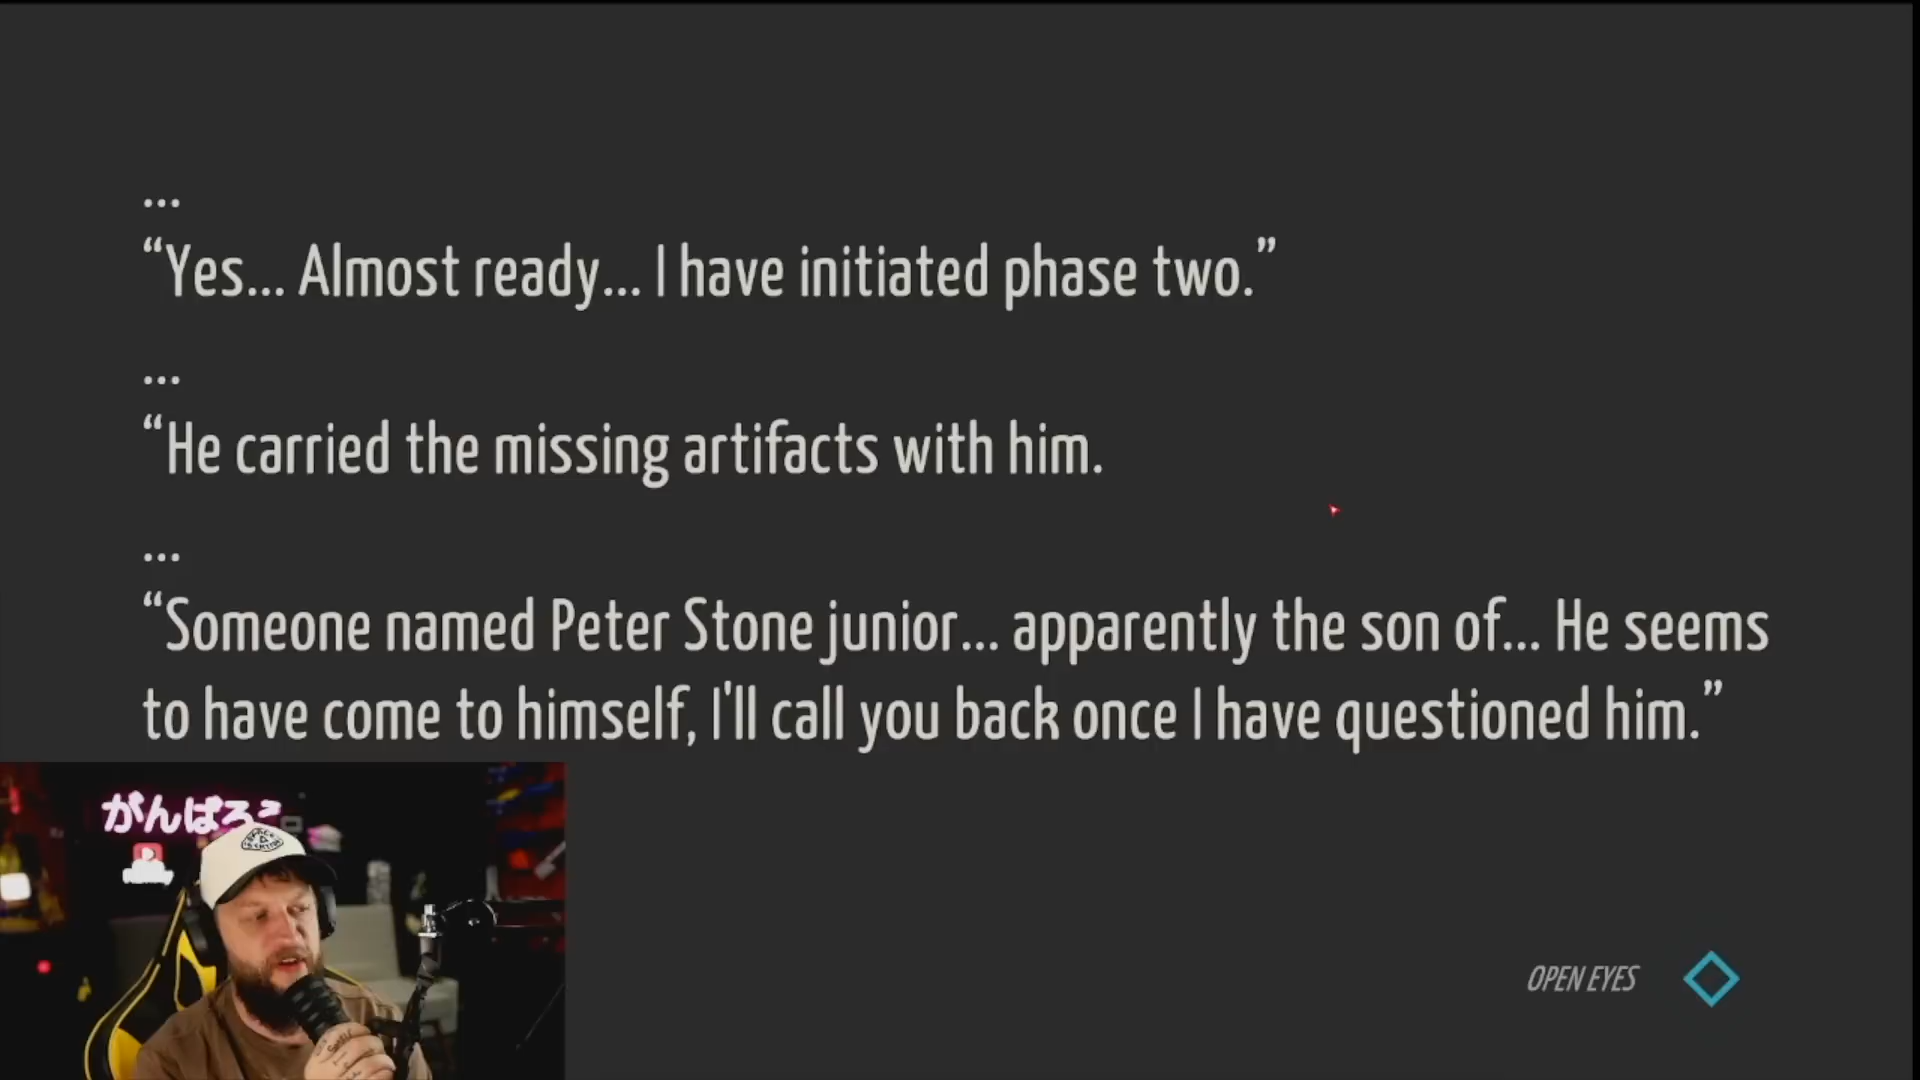 ...
“Yes... Almost ready... I have initiated phase two.”
...
“He carried the missing artifacts with him.
...
“Someone named Peter Stone junior... apparently the son of... He seems
to have come to himself, I'll call you back once I have questioned him.”
がんばろう
OPEN EYES